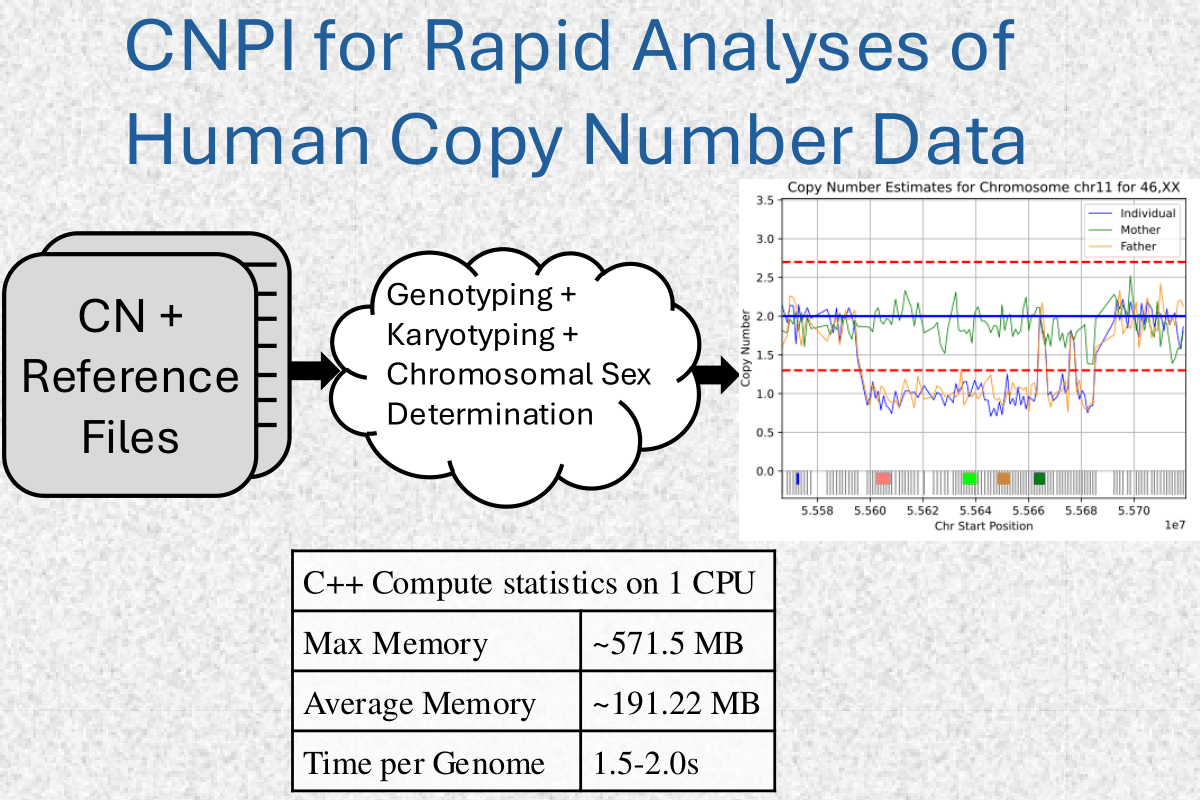 CNPI for Rapid Analyses of
Human Copy Number Data
CN +
Reference
Files
Genotyping +
Karyotyping +
Chromosomal Sex
Determination
Copy Number Estimates for Chromosome chr11 for 46,XX
Individual
Mother
Father
Copy Number
3.5
3.0
2.5
2.0
1.5
1.0
0.5
0.0
5.558 5.560 5.562 5.564 5.566 5.568 5.570
1e7
Chr Start Position
C++ Compute statistics on 1 CPU
Max Memory ~571.5 MB
Average Memory ~191.22 MB
Time per Genome 1.5-2.0s